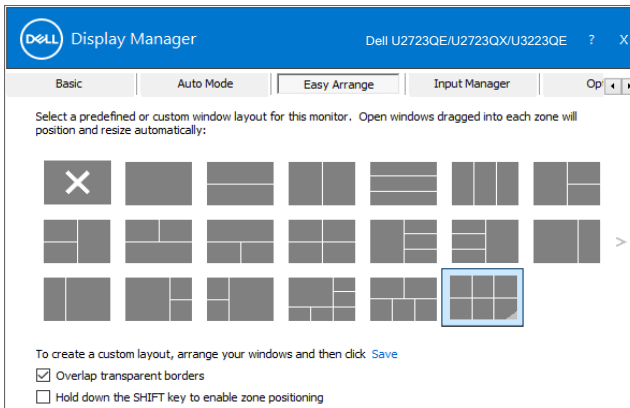 DELL Display Manager Dell U2723QE/U2723QX/U3223QE ? X
Basic Auto Mode Easy Arrange Input Manager Op
Select a predefined or custom window layout for this monitor. Open windows dragged into each zone will
position and resize automatically:
>
To create a custom layout, arrange your windows and then click Save
Overlap transparent borders
Hold down the SHIFT key to enable zone positioning